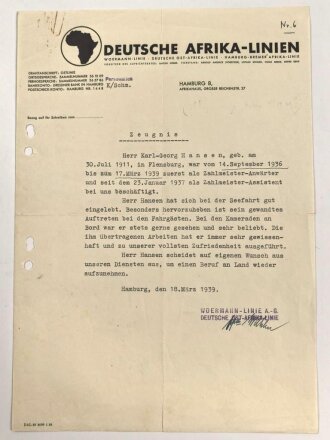 No. 6
DEUTSCHE AFRIKA-LINIEN
WOERMANN-LINIE · DEUTSCHE OST-AFRIKA-LINIE · HAMBURG-BREMER AFRIKA-LINIE
HAMBURG 8,
AFRIKAHAUS, GROSSE REICHENSTR. 27
Zeugnis
Herr Karl-Georg Hansen, geb. am
30.Juli 1911, in Flensburg, war vom 14.September 1936
bis zum 17.März 1939 zuerst als Zahlmeister-Anwärter
und seit dem 23.Januar 1937 als Zahlmeister-Assistent
bei uns beschäftigt.
Herr Hansen hat sich bei der Seefahrt gut
eingelebt. Besonders hervorzuheben ist sein gewandtes
Auftreten bei den Fahrgästen. Bei den Kameraden an
Bord war er stets gerne gesehen und sehr beliebt. Die
ihm übertragenen Arbeiten hat er immer sehr gewissen-
haft und zu unserer vollsten Zufriedenheit ausgeführt.
Herr Hansen scheidet auf eigenen Wunsch aus
unseren Diensten aus, um einen Beruf an Land wieder
aufzunehmen.
Hamburg, den 18.März 1939.
WOERMANN-LINIE A.-G.
DEUTSCHE OST-AFRIKA-LINIE